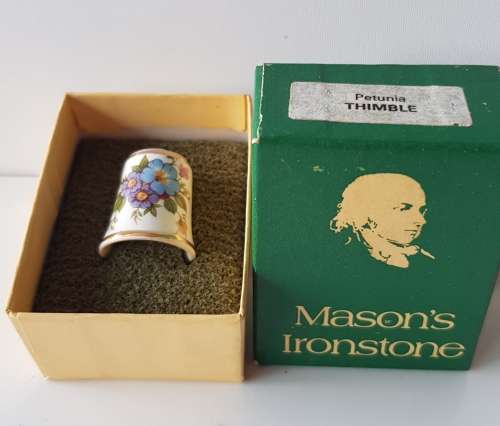 Petunia
THIMBLE
Mason's
Ironstone